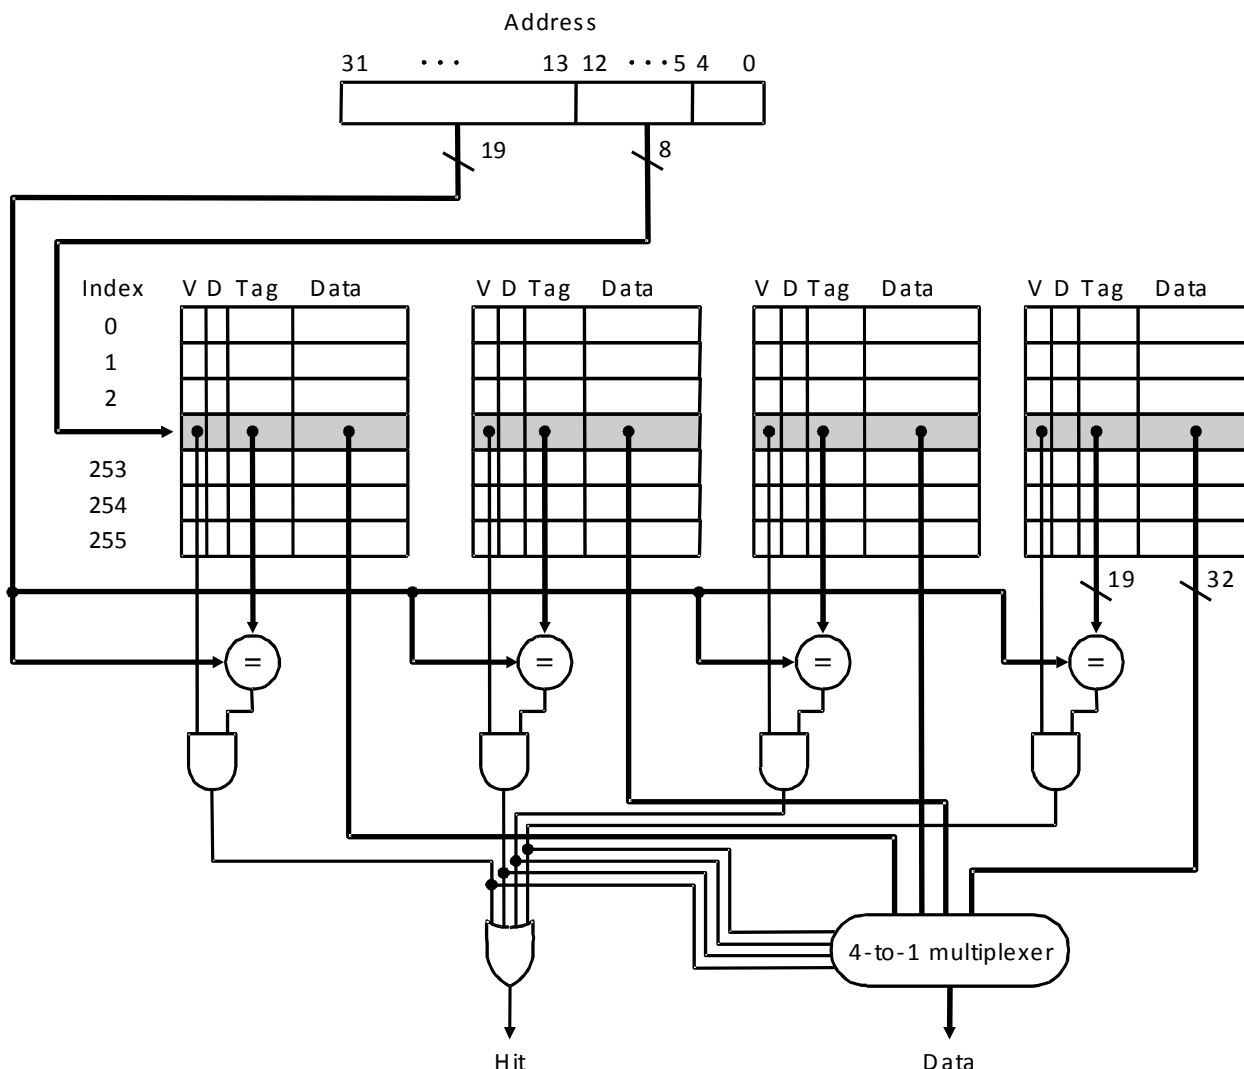 Address
31 ··· 13 12 ··· 5 4 0
19 8
Index V D Tag Data V D Tag Data V D Tag Data V D Tag Data
0
1
2
253
254
255
19 32
= = = =
4-to-1 multiplexer
Hit Data